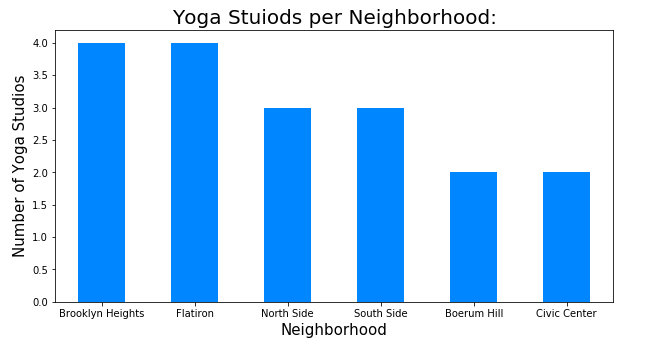 Yoga Stuiods per Neighborhood:
Number of Yoga Studios
4.0
3.5
3.0
2.5
2.0
1.5
1.0
0.5
0.0
Brooklyn Heights Flatiron North Side South Side Boerum Hill Civic Center
Neighborhood